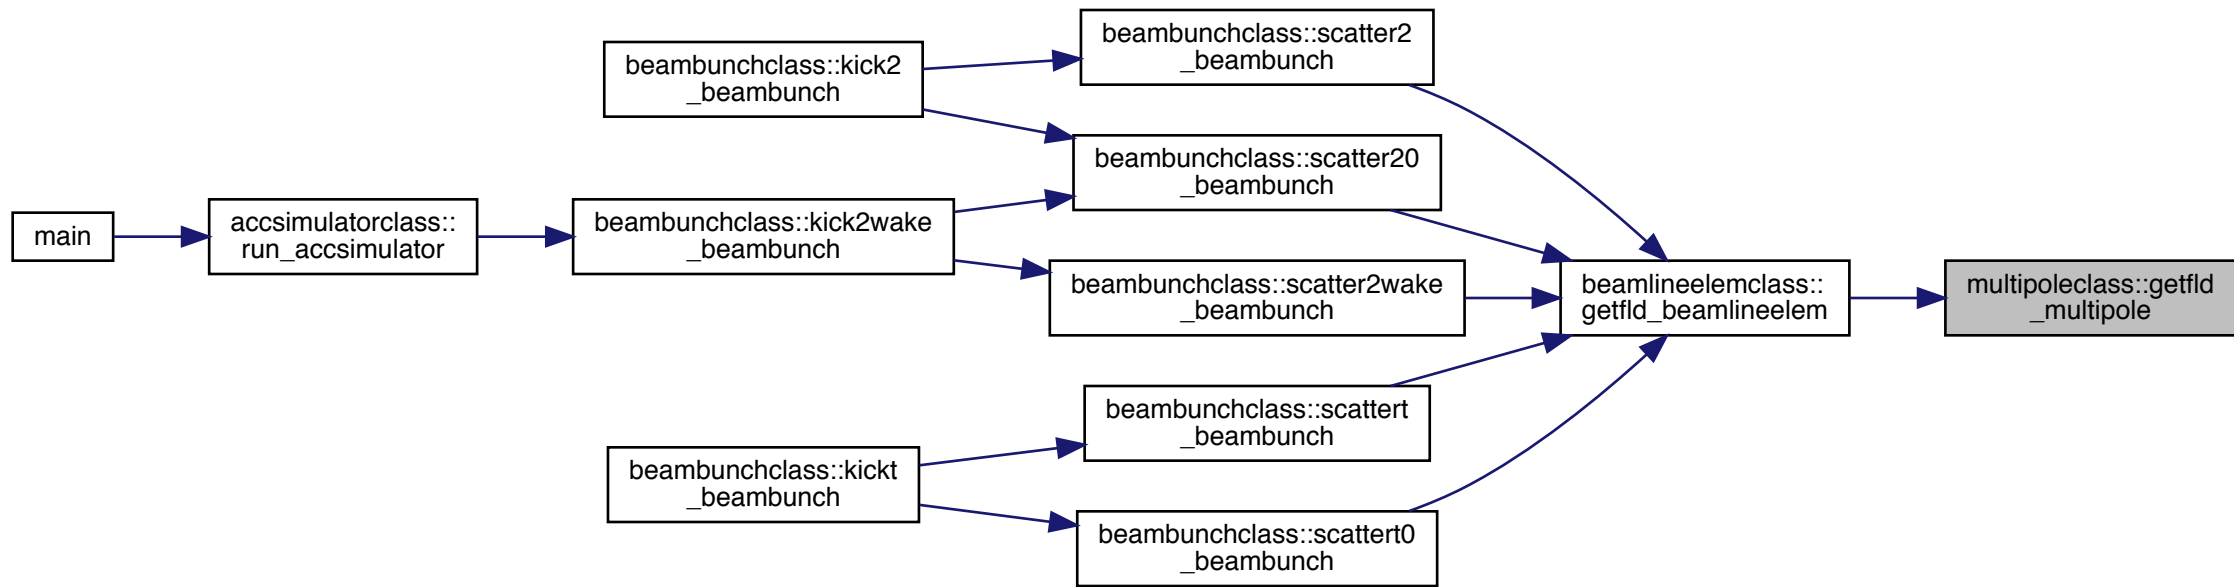 main
accsimulatorclass::
run_accsimulator
beambunchclass::kick2
_beambunch
beambunchclass::kick2wake
_beambunch
beambunchclass::kickt
_beambunch
beambunchclass::scatter2
_beambunch
beambunchclass::scatter20
_beambunch
beambunchclass::scatter2wake
_beambunch
beambunchclass::scattert
_beambunch
beambunchclass::scattert0
_beambunch
beamlineelemclass::
getfld_beamlineelem
multipoleclass::getfld
_multipole